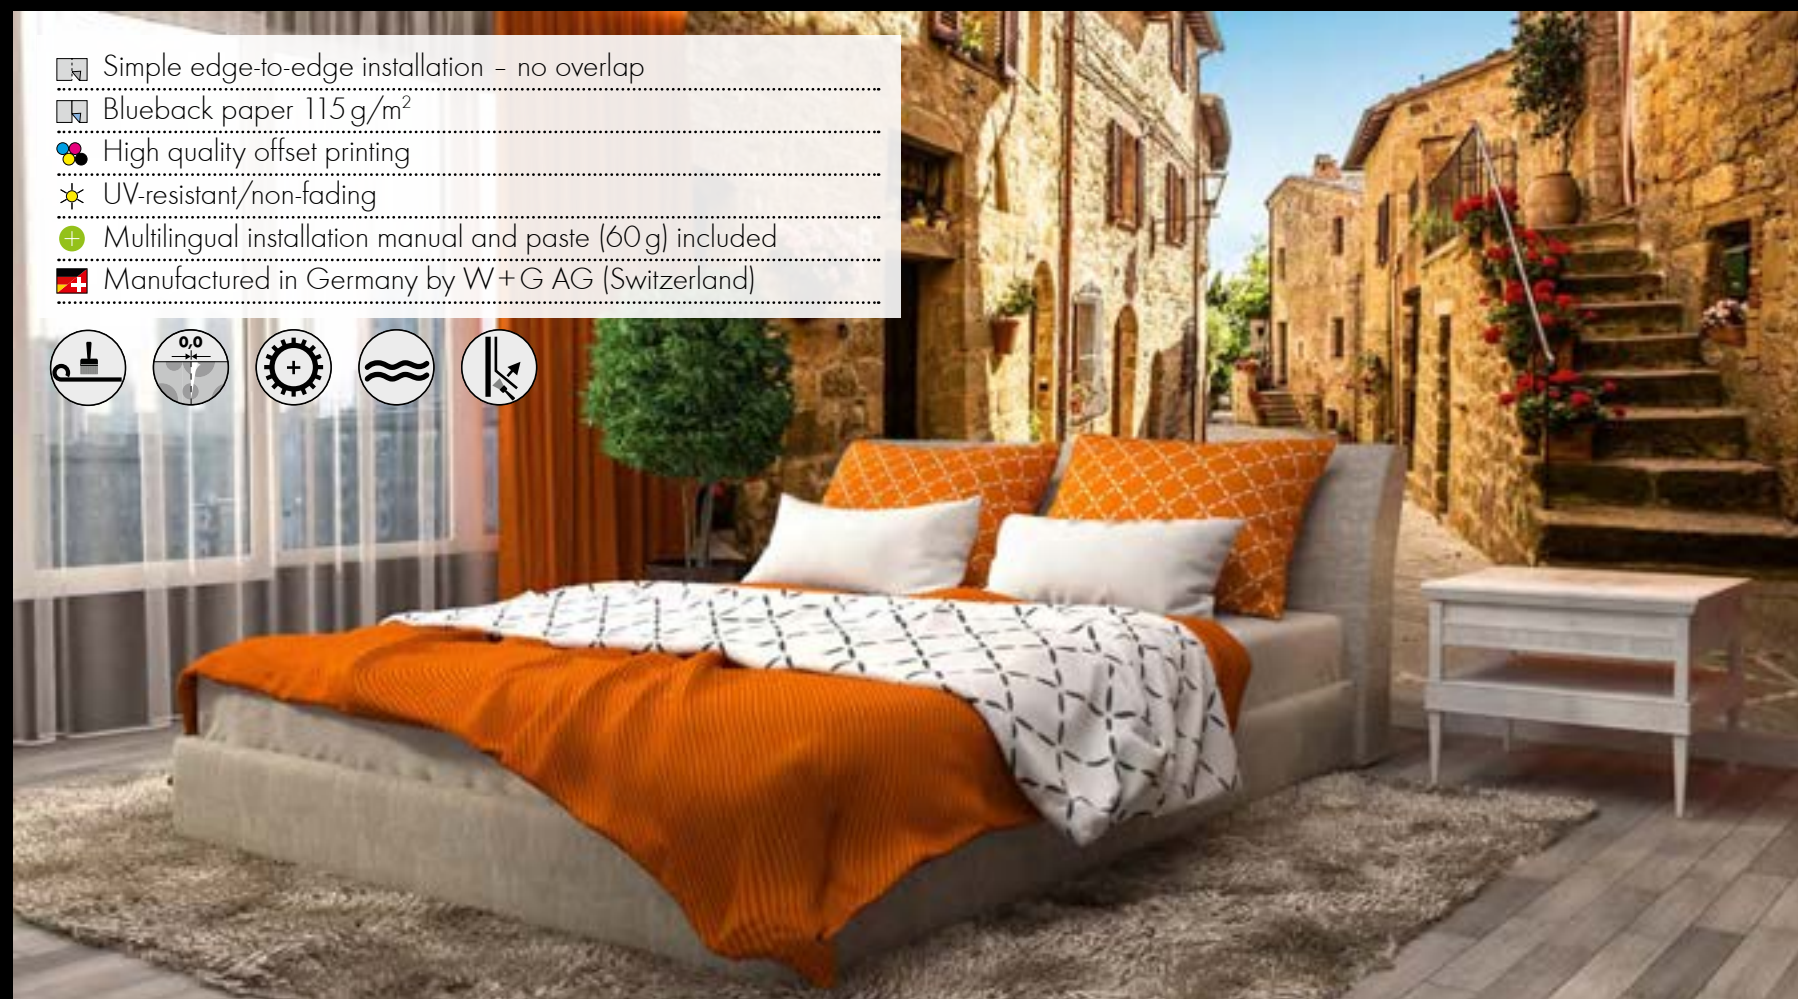 Simple edge-to-edge installation – no overlap
Blueback paper 115 g/m²
High quality offset printing
UV-resistant/non-fading
Multilingual installation manual and paste (60 g) included
Manufactured in Germany by W+G AG (Switzerland)
0,0